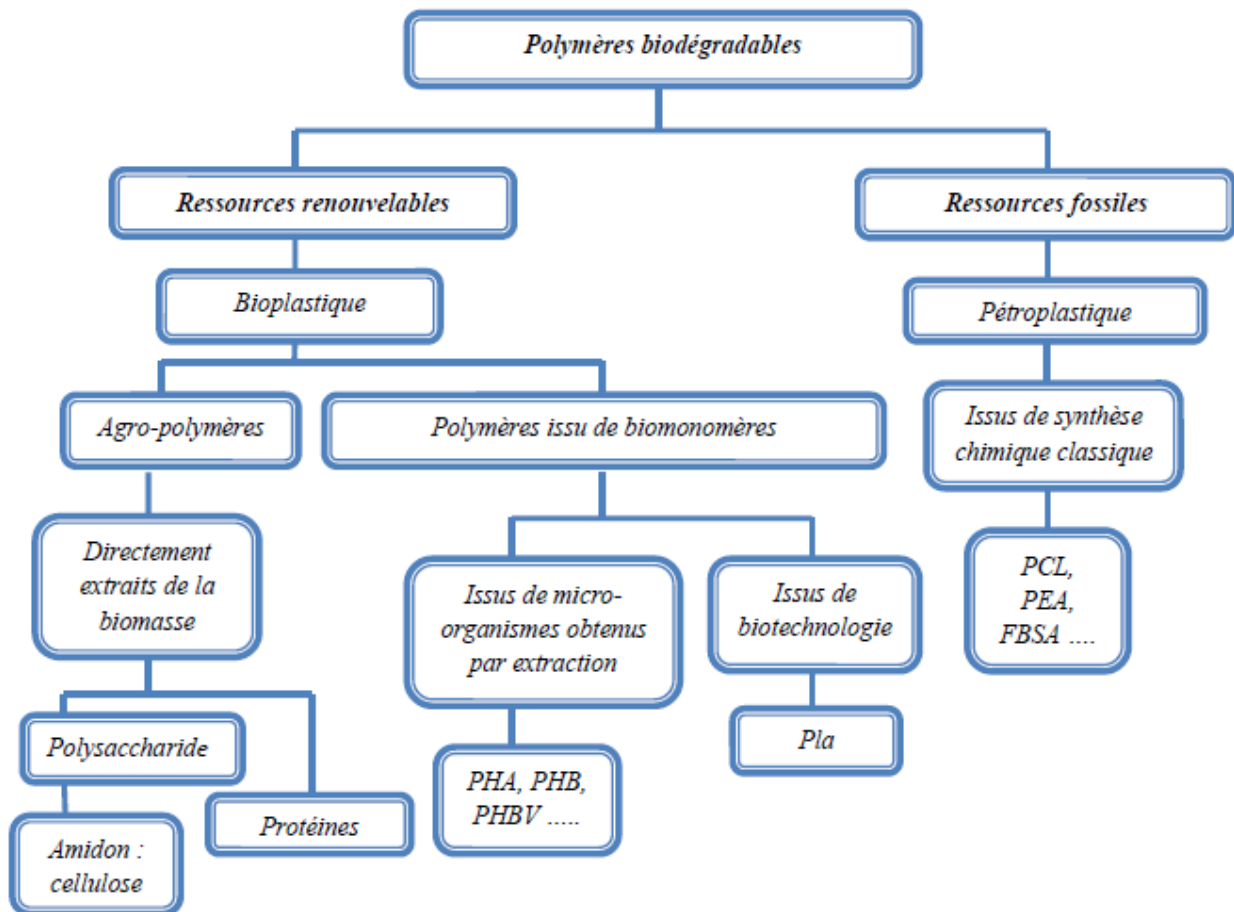 Polymères biodégradables
Ressources renouvelables
Ressources fossiles
Bioplastique
Pétroplastique
Agro-polymères
Polymères issu de biomonomères
Issus de synthèse
chimique classique
Directement
extraits de la
biomasse
Issus de micro-
organismes obtenus
par extraction
Issus de
biotechnologie
PCL,
PEA,
FBSA ....
Polysaccharide
Protéines
PHA, PHB,
PHBV .....
Pla
Amidon :
cellulose